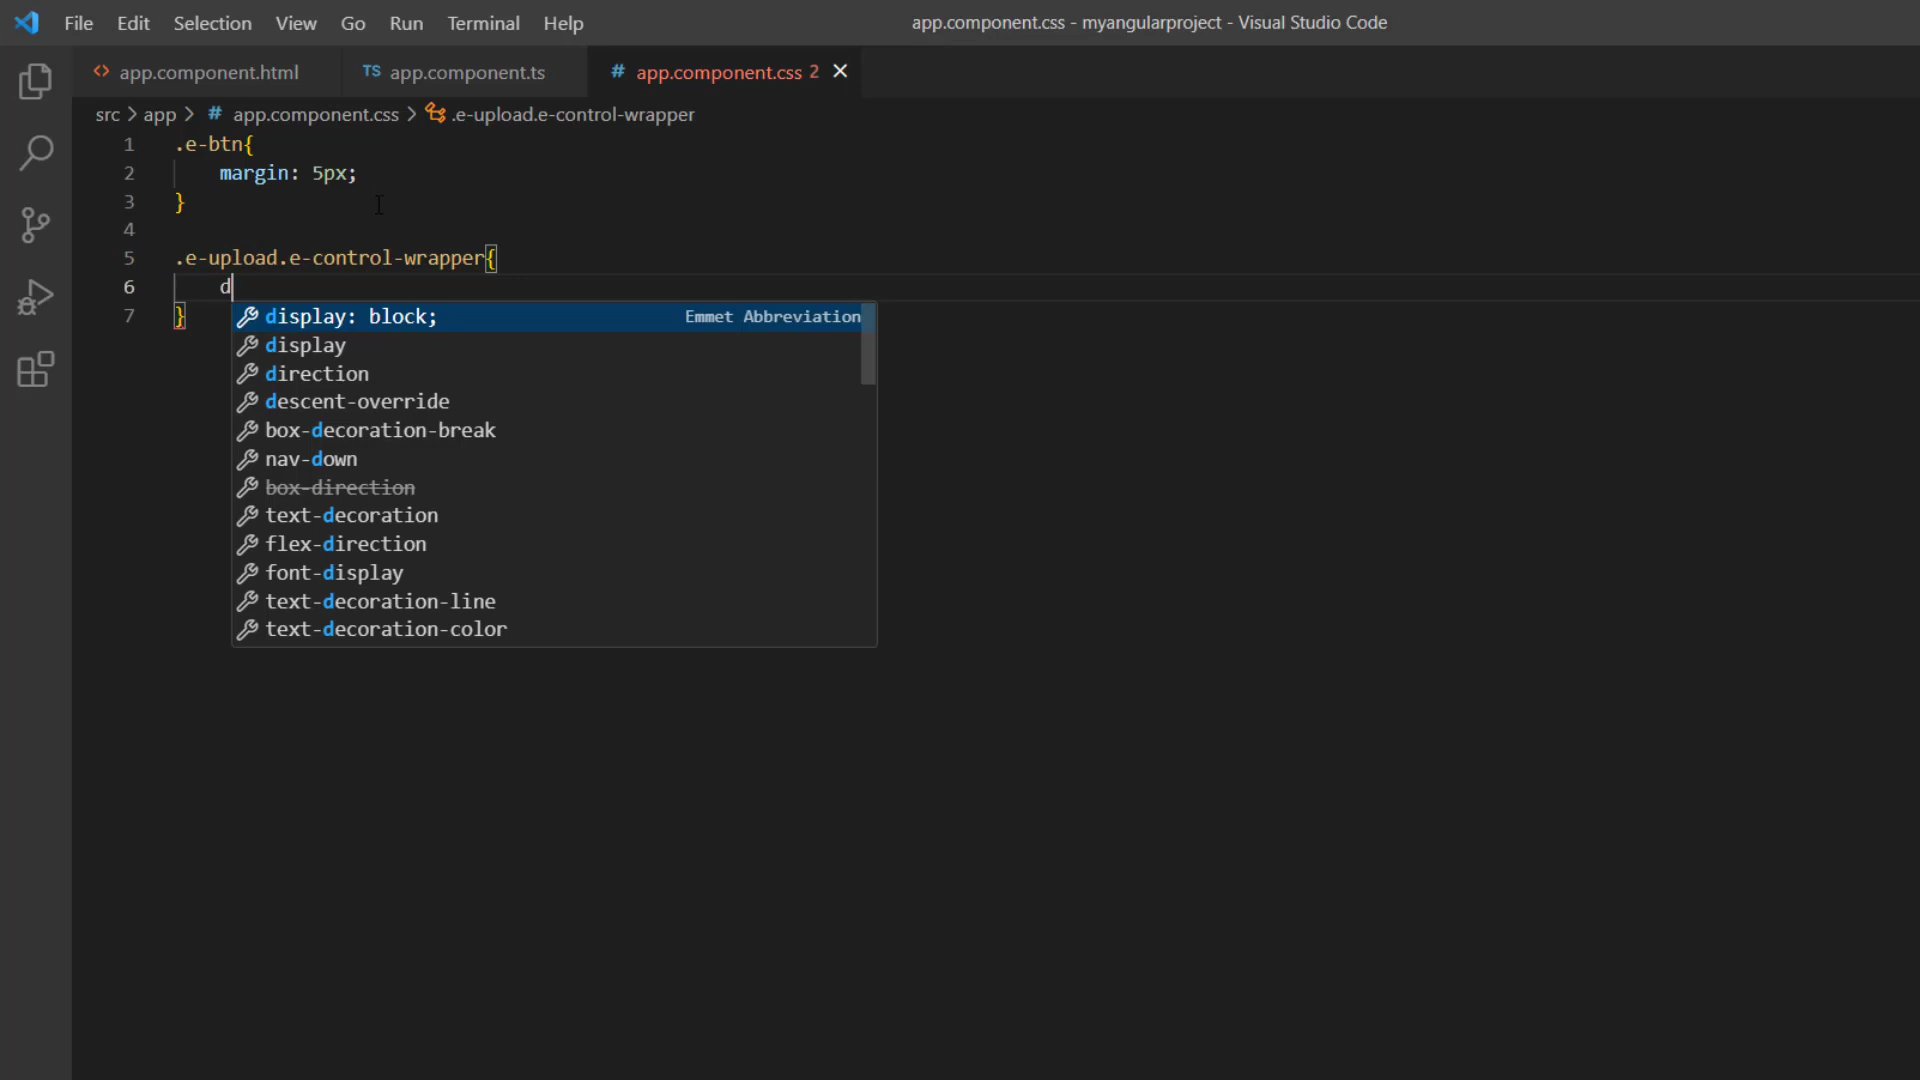 File Edit Selection View Go Run Terminal Help app.component.css - myangularproject - Visual Studio Code
<> app.component.html TS app.component.ts # app.component.css 2 ×
src > app > # app.component.css > .e-upload.e-control-wrapper
1 .e-btn{
2 margin: 5px;
3 }
4
5 .e-upload.e-control-wrapper{
6 d
7 }
display: block; Emmet Abbreviation
display
direction
descent-override
box-decoration-break
nav-down
box-direction
text-decoration
flex-direction
font-display
text-decoration-line
text-decoration-color